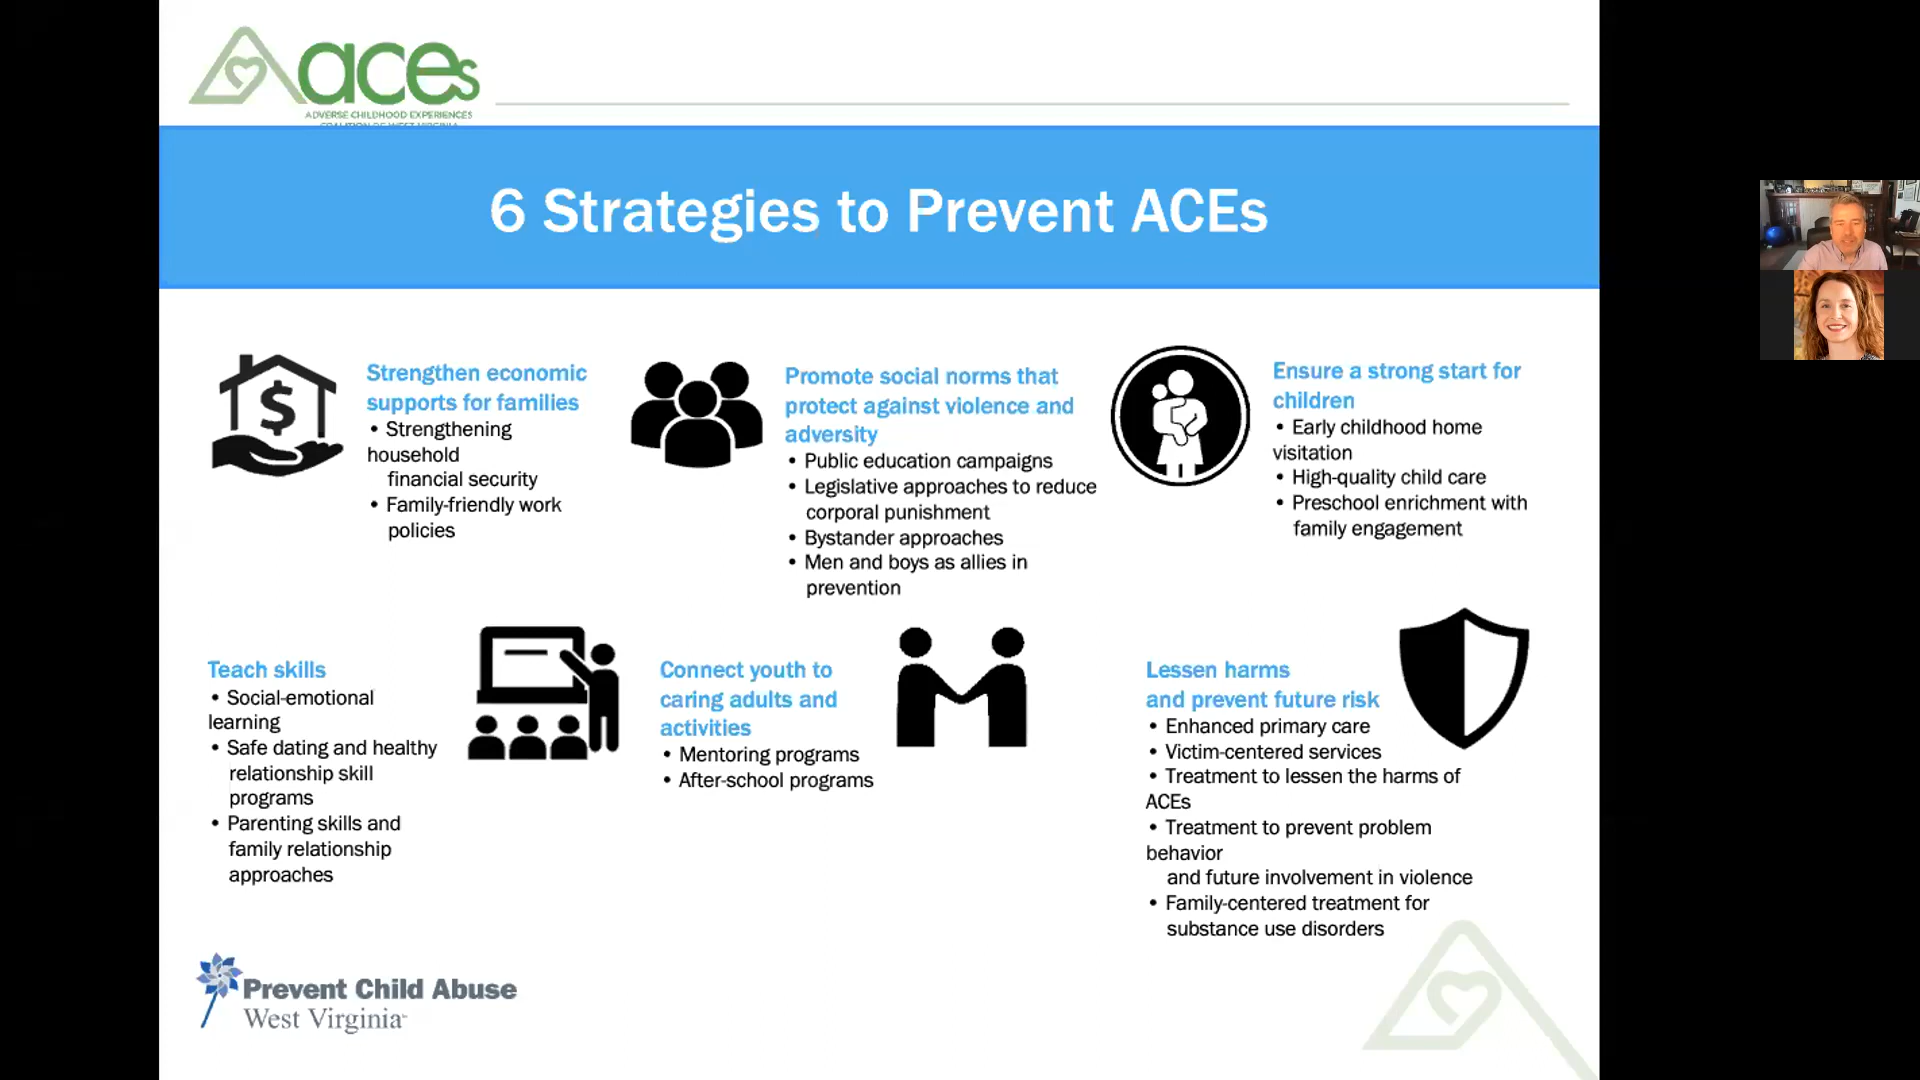 aces
ADVERSE CHILDHOOD EXPERIENCES
COALITION OF WEST VIRGINIA
6 Strategies to Prevent ACEs
Strengthen economic
supports for families
• Strengthening
household
financial security
• Family-friendly work
policies
Promote social norms that
protect against violence and
adversity
• Public education campaigns
• Legislative approaches to reduce
corporal punishment
• Bystander approaches
• Men and boys as allies in
prevention
Ensure a strong start for
children
• Early childhood home
visitation
• High-quality child care
• Preschool enrichment with
family engagement
Teach skills
• Social-emotional
learning
• Safe dating and healthy
relationship skill
programs
• Parenting skills and
family relationship
approaches
Connect youth to
caring adults and
activities
• Mentoring programs
• After-school programs
Lessen harms
and prevent future risk
• Enhanced primary care
• Victim-centered services
• Treatment to lessen the harms of
ACEs
• Treatment to prevent problem
behavior
and future involvement in violence
• Family-centered treatment for
substance use disorders
Prevent Child Abuse
West Virginia